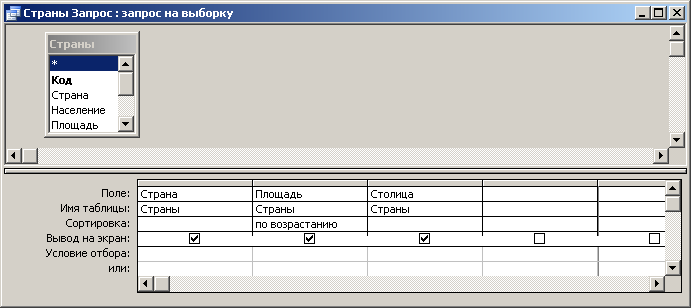 Страны Запрос : запрос на выборку
Страны
*
Код
Страна
Население
Площадь
Поле: Страна Площадь Столица
Имя таблицы: Страны Страны Страны
Сортировка: по возрастанию
Вывод на экран:
Условие отбора:
или: